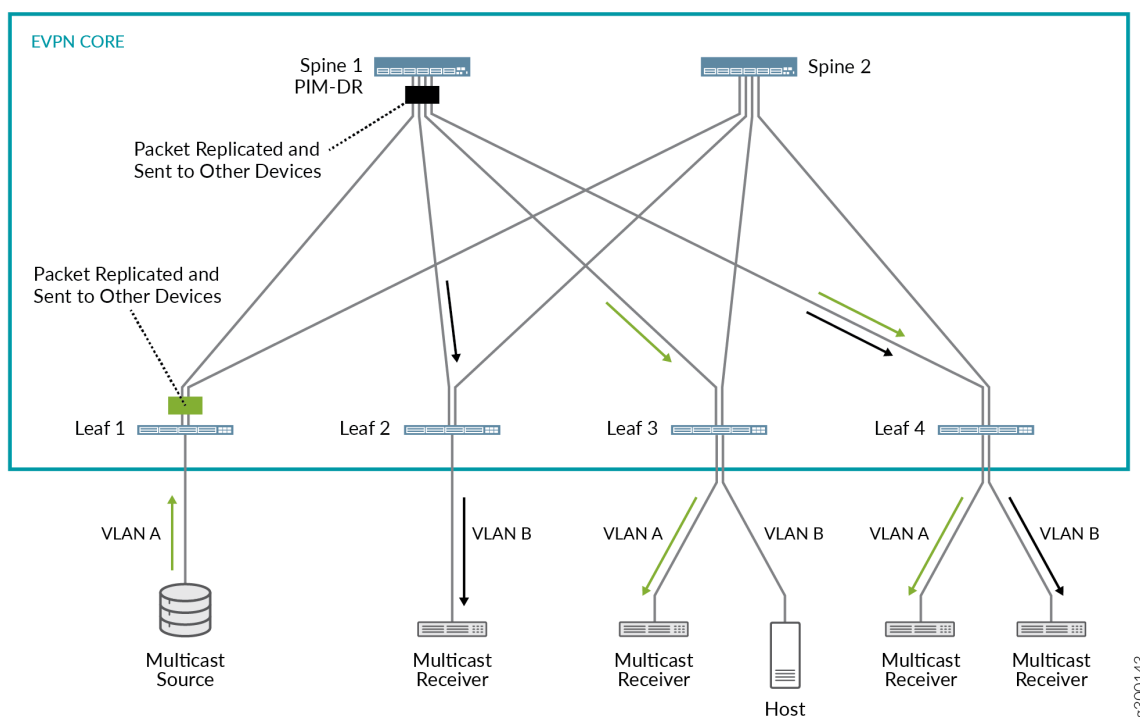 EVPN CORE
Spine 1
PIM-DR
Spine 2
Packet Replicated and
Sent to Other Devices
Packet Replicated and
Sent to Other Devices
Leaf 1
Leaf 2
Leaf 3
Leaf 4
VLAN A
VLAN B
VLAN A
VLAN B
VLAN A
VLAN B
Multicast
Source
Multicast
Receiver
Multicast
Receiver
Host
Multicast
Receiver
Multicast
Receiver
g300143